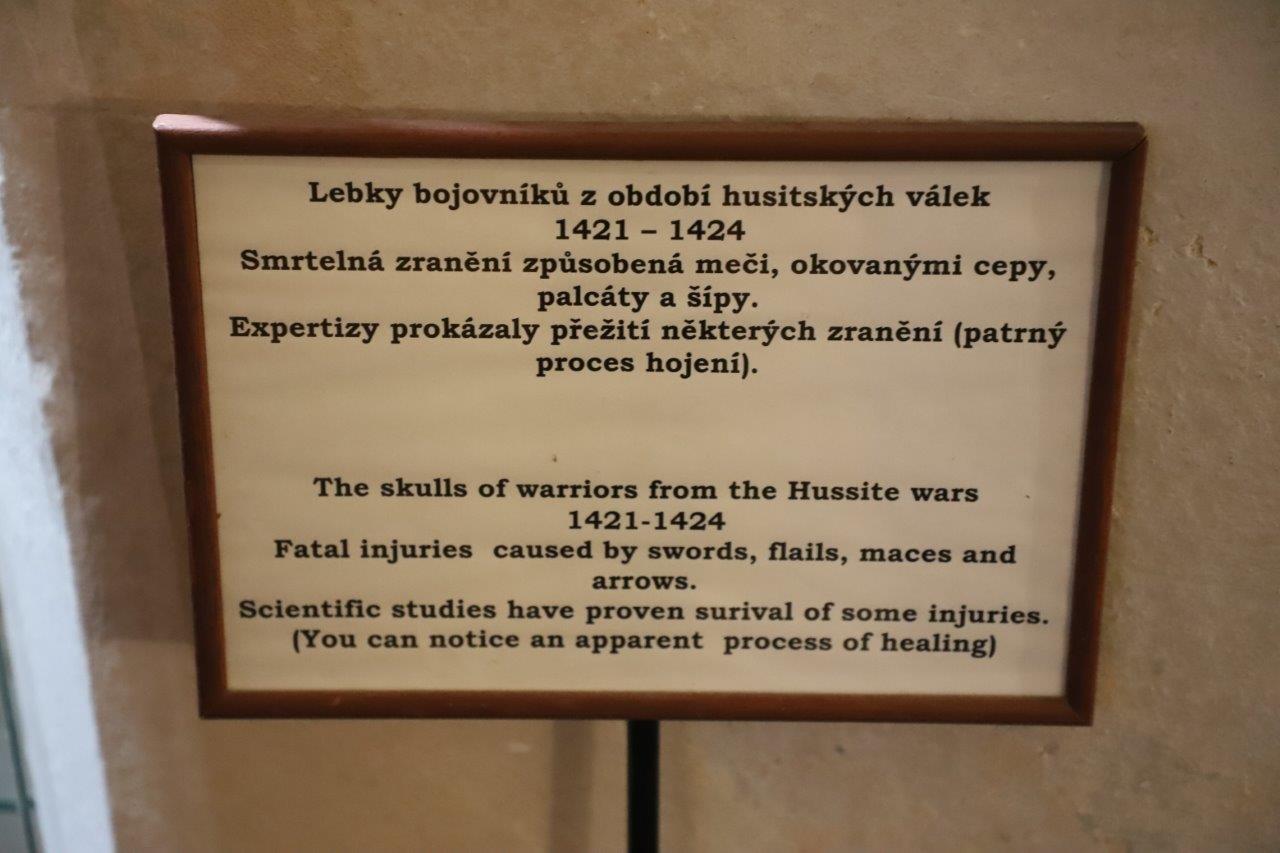 Lebky bojovníků z období husitských válek
1421 – 1424
Smrtelná zranění způsobená meči, okovanými cepy,
palcáty a šípy.
Expertizy prokázaly přežití některých zranění (patrný
proces hojení).
The skulls of warriors from the Hussite wars
1421-1424
Fatal injuries caused by swords, flails, maces and
arrows.
Scientific studies have proven surival of some injuries.
(You can notice an apparent process of healing)